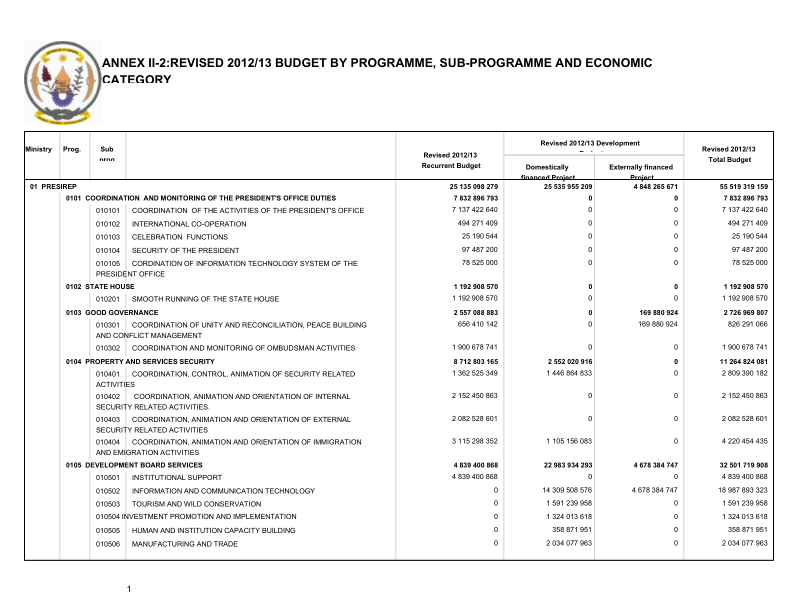 ANNEX II-2:REVISED 2012/13 BUDGET BY PROGRAMME, SUB-PROGRAMME AND ECONOMIC
CATEGORY
Ministry Prog. Sub prog Revised 2012/13 Recurrent Budget Revised 2012/13 Development Domestically financed Project Externally financed Project Revised 2012/13 Total Budget
01 PRESIREP 25 135 098 279 25 535 955 209 4 848 265 671 55 519 319 159
0101 COORDINATION AND MONITORING OF THE PRESIDENT'S OFFICE DUTIES 7 832 896 793 0 0 7 832 896 793
010101 COORDINATION OF THE ACTIVITIES OF THE PRESIDENT'S OFFICE 7 137 422 640 0 0 7 137 422 640
010102 INTERNATIONAL CO-OPERATION 494 271 409 0 0 494 271 409
010103 CELEBRATION FUNCTIONS 25 190 544 0 0 25 190 544
010104 SECURITY OF THE PRESIDENT 97 487 200 0 0 97 487 200
010105 CORDINATION OF INFORMATION TECHNOLOGY SYSTEM OF THE 78 525 000 0 0 78 525 000
PRESIDENT OFFICE
0102 STATE HOUSE 1 192 908 570 0 0 1 192 908 570
010201 SMOOTH RUNNING OF THE STATE HOUSE 1 192 908 570 0 0 1 192 908 570
0103 GOOD GOVERNANCE 2 557 088 883 0 169 880 924 2 726 969 807
010301 COORDINATION OF UNITY AND RECONCILIATION, PEACE BUILDING 656 410 142 0 169 880 924 826 291 066
AND CONFLICT MANAGEMENT
010302 COORDINATION AND MONITORING OF OMBUDSMAN ACTIVITIES 1 900 678 741 0 0 1 900 678 741
0104 PROPERTY AND SERVICES SECURITY 8 712 803 165 2 552 020 916 0 11 264 824 081
010401 COORDINATION, CONTROL, ANIMATION OF SECURITY RELATED 1 362 525 349 1 446 864 833 0 2 809 390 182
ACTIVITIES
010402 COORDINATION, ANIMATION AND ORIENTATION OF INTERNAL 2 152 450 863 0 0 2 152 450 863
SECURITY RELATED ACTIVITIES.
010403 COORDINATION, ANIMATION AND ORIENTATION OF EXTERNAL 2 082 528 601 0 0 2 082 528 601
SECURITY RELATED ACTIVITIES
010404 COORDINATION, ANIMATION AND ORIENTATION OF IMMIGRATION 3 115 298 352 1 105 156 083 0 4 220 454 435
AND EMIGRATION ACTIVITIES
0105 DEVELOPMENT BOARD SERVICES 4 839 400 868 22 983 934 293 4 678 384 747 32 501 719 908
010501 INSTITUTIONAL SUPPORT 4 839 400 868 0 0 4 839 400 868
010502 INFORMATION AND COMMUNICATION TECHNOLOGY 0 14 309 508 576 4 678 384 747 18 987 893 323
010503 TOURISM AND WILD CONSERVATION 0 1 591 239 958 0 1 591 239 958
010504 INVESTMENT PROMOTION AND IMPLEMENTATION 0 1 324 013 618 0 1 324 013 618
010505 HUMAN AND INSTITUTION CAPACITY BUILDING 0 358 871 951 0 358 871 951
010506 MANUFACTURING AND TRADE 0 2 034 077 963 0 2 034 077 963
1